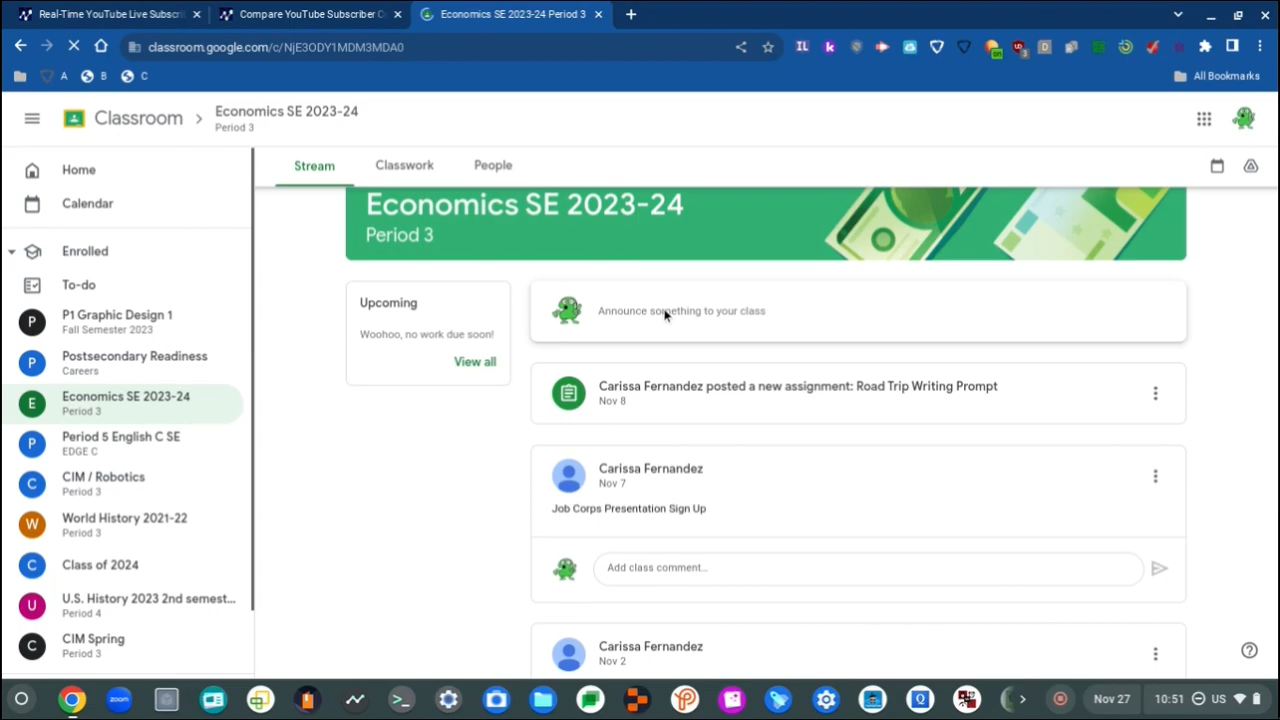 Real-Time YouTube Live Subscri
Compare YouTube Subscriber C
Economics SE 2023-24 Period 3
classroom.google.com/c/NjE3ODY1MDM3MDA0
A
B
C
All Bookmarks
Classroom
Economics SE 2023-24
Period 3
Stream
Classwork
People
Home
Calendar
Enrolled
To-do
P
P1 Graphic Design 1
Fall Semester 2023
P
Postsecondary Readiness
Careers
E
Economics SE 2023-24
Period 3
P
Period 5 English C SE
EDGE C
C
CIM / Robotics
Period 3
W
World History 2021-22
Period 3
C
Class of 2024
U
U.S. History 2023 2nd semest...
Period 4
C
CIM Spring
Period 3
Economics SE 2023-24
Period 3
Upcoming
Woohoo, no work due soon!
View all
Announce something to your class
Carissa Fernandez posted a new assignment: Road Trip Writing Prompt
Nov 8
Carissa Fernandez
Nov 7
Job Corps Presentation Sign Up
Add class comment...
Carissa Fernandez
Nov 2
zoom
Nov 27
10:51
US